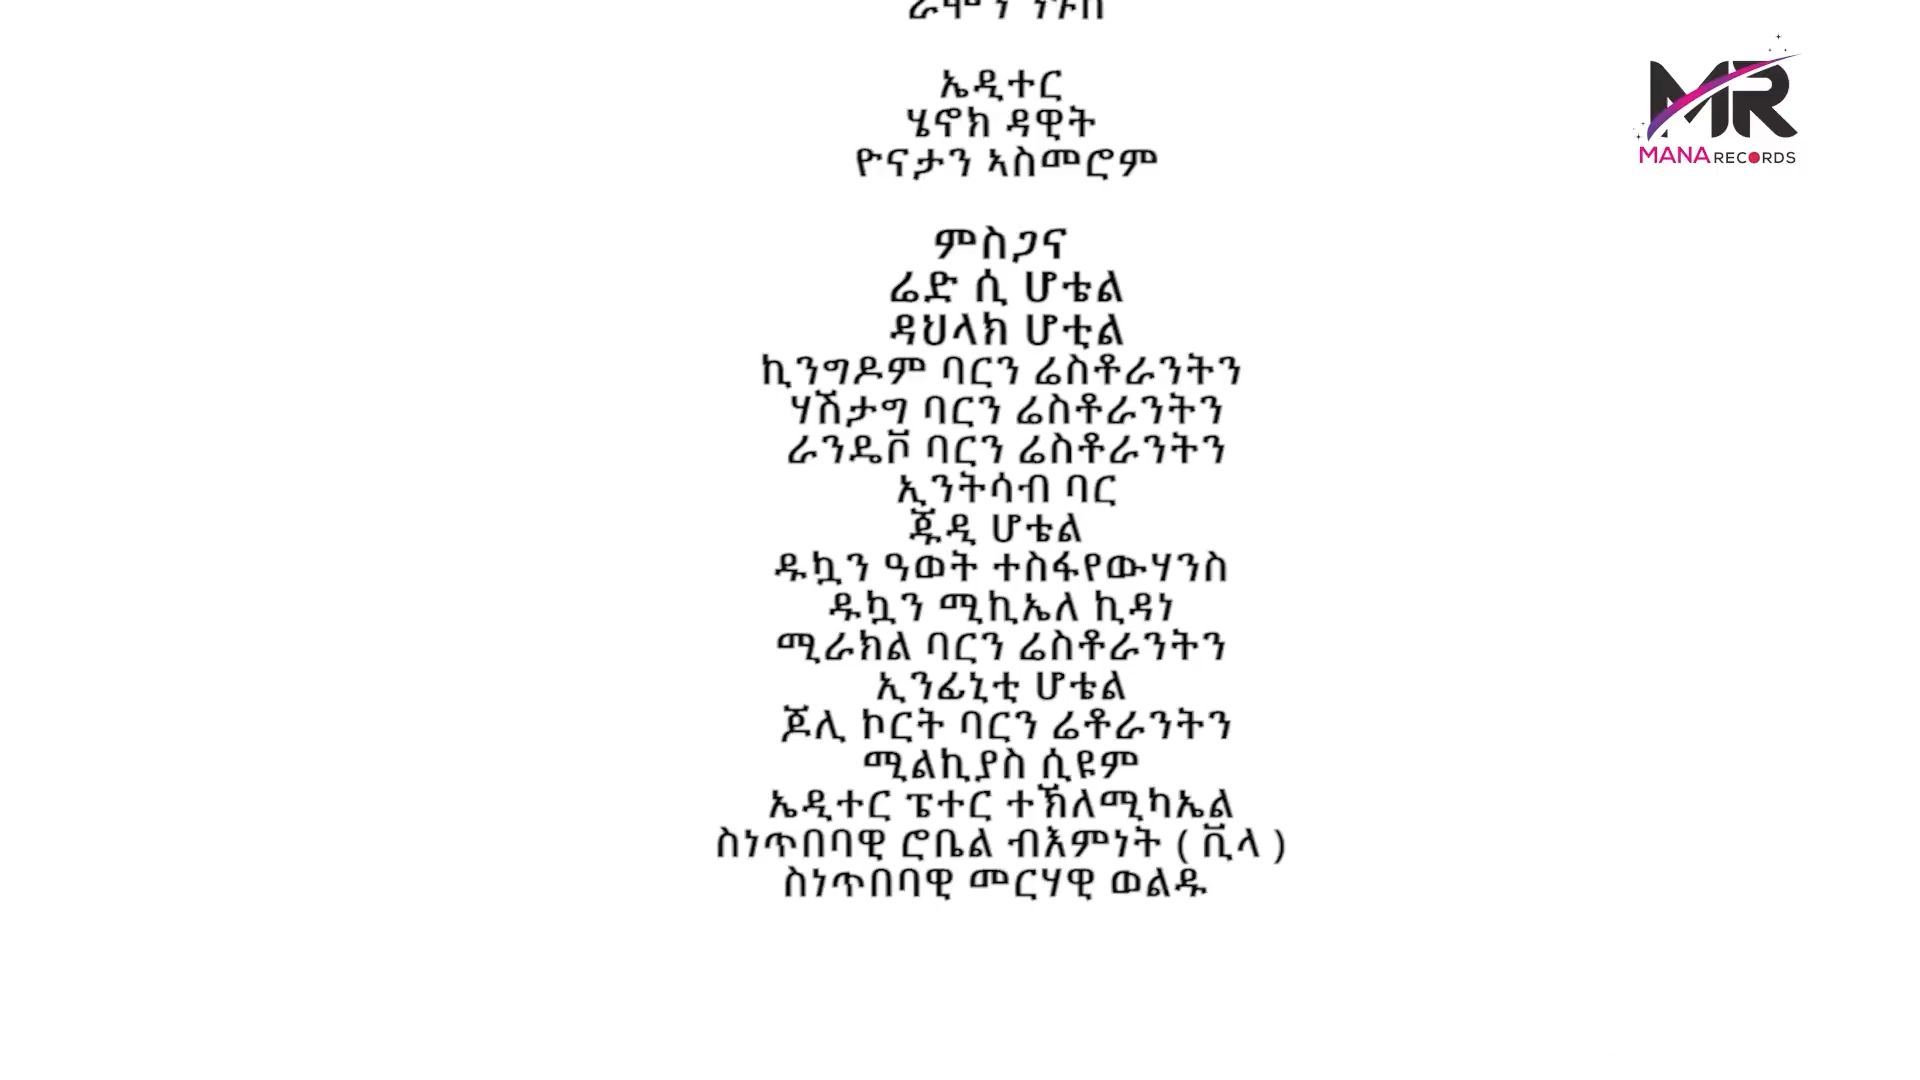 ኤዲተር
ሄኖክ ዳዊት
ዮናታን ኣስመሮም
ምስጋና
ሬድ ሲ ሆቴል
ዳህላክ ሆቲል
ኪንግዶም ባርን ሬስቶራንትን
ሃሽታግ ባርን ሬስቶራንትን
ራንዴቮ ባርን ሬስቶራንትን
ኢንትሳብ ባር
ጁዲ ሆቴል
ዱኳን ዓወት ተስፋየውሃንስ
ዱኳን ሚኪኤለ ኪዳነ
ሚራክል ባርን ሬስቶራንትን
ኢንፊኒቲ ሆቴል
ጆሊ ኮርት ባርን ሬቶራንትን
ሚልኪያስ ሲዩም
ኤዲተር ፔተር ተኽለሚካኤል
ስነጥበባዊ ሮቤል ብእምነት ( ቪላ )
ስነጥበባዊ መርሃዊ ወልዱ
MR
MANA RECORDS